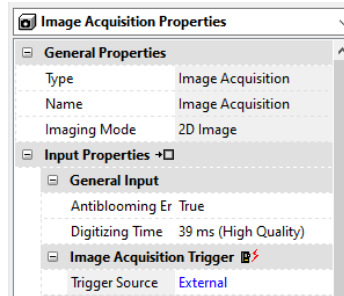 Image Acquisition Properties
General Properties
Type Image Acquisition
Name Image Acquisition
Imaging Mode 2D Image
Input Properties
General Input
Antiblooming Er True
Digitizing Time 39 ms (High Quality)
Image Acquisition Trigger
Trigger Source External